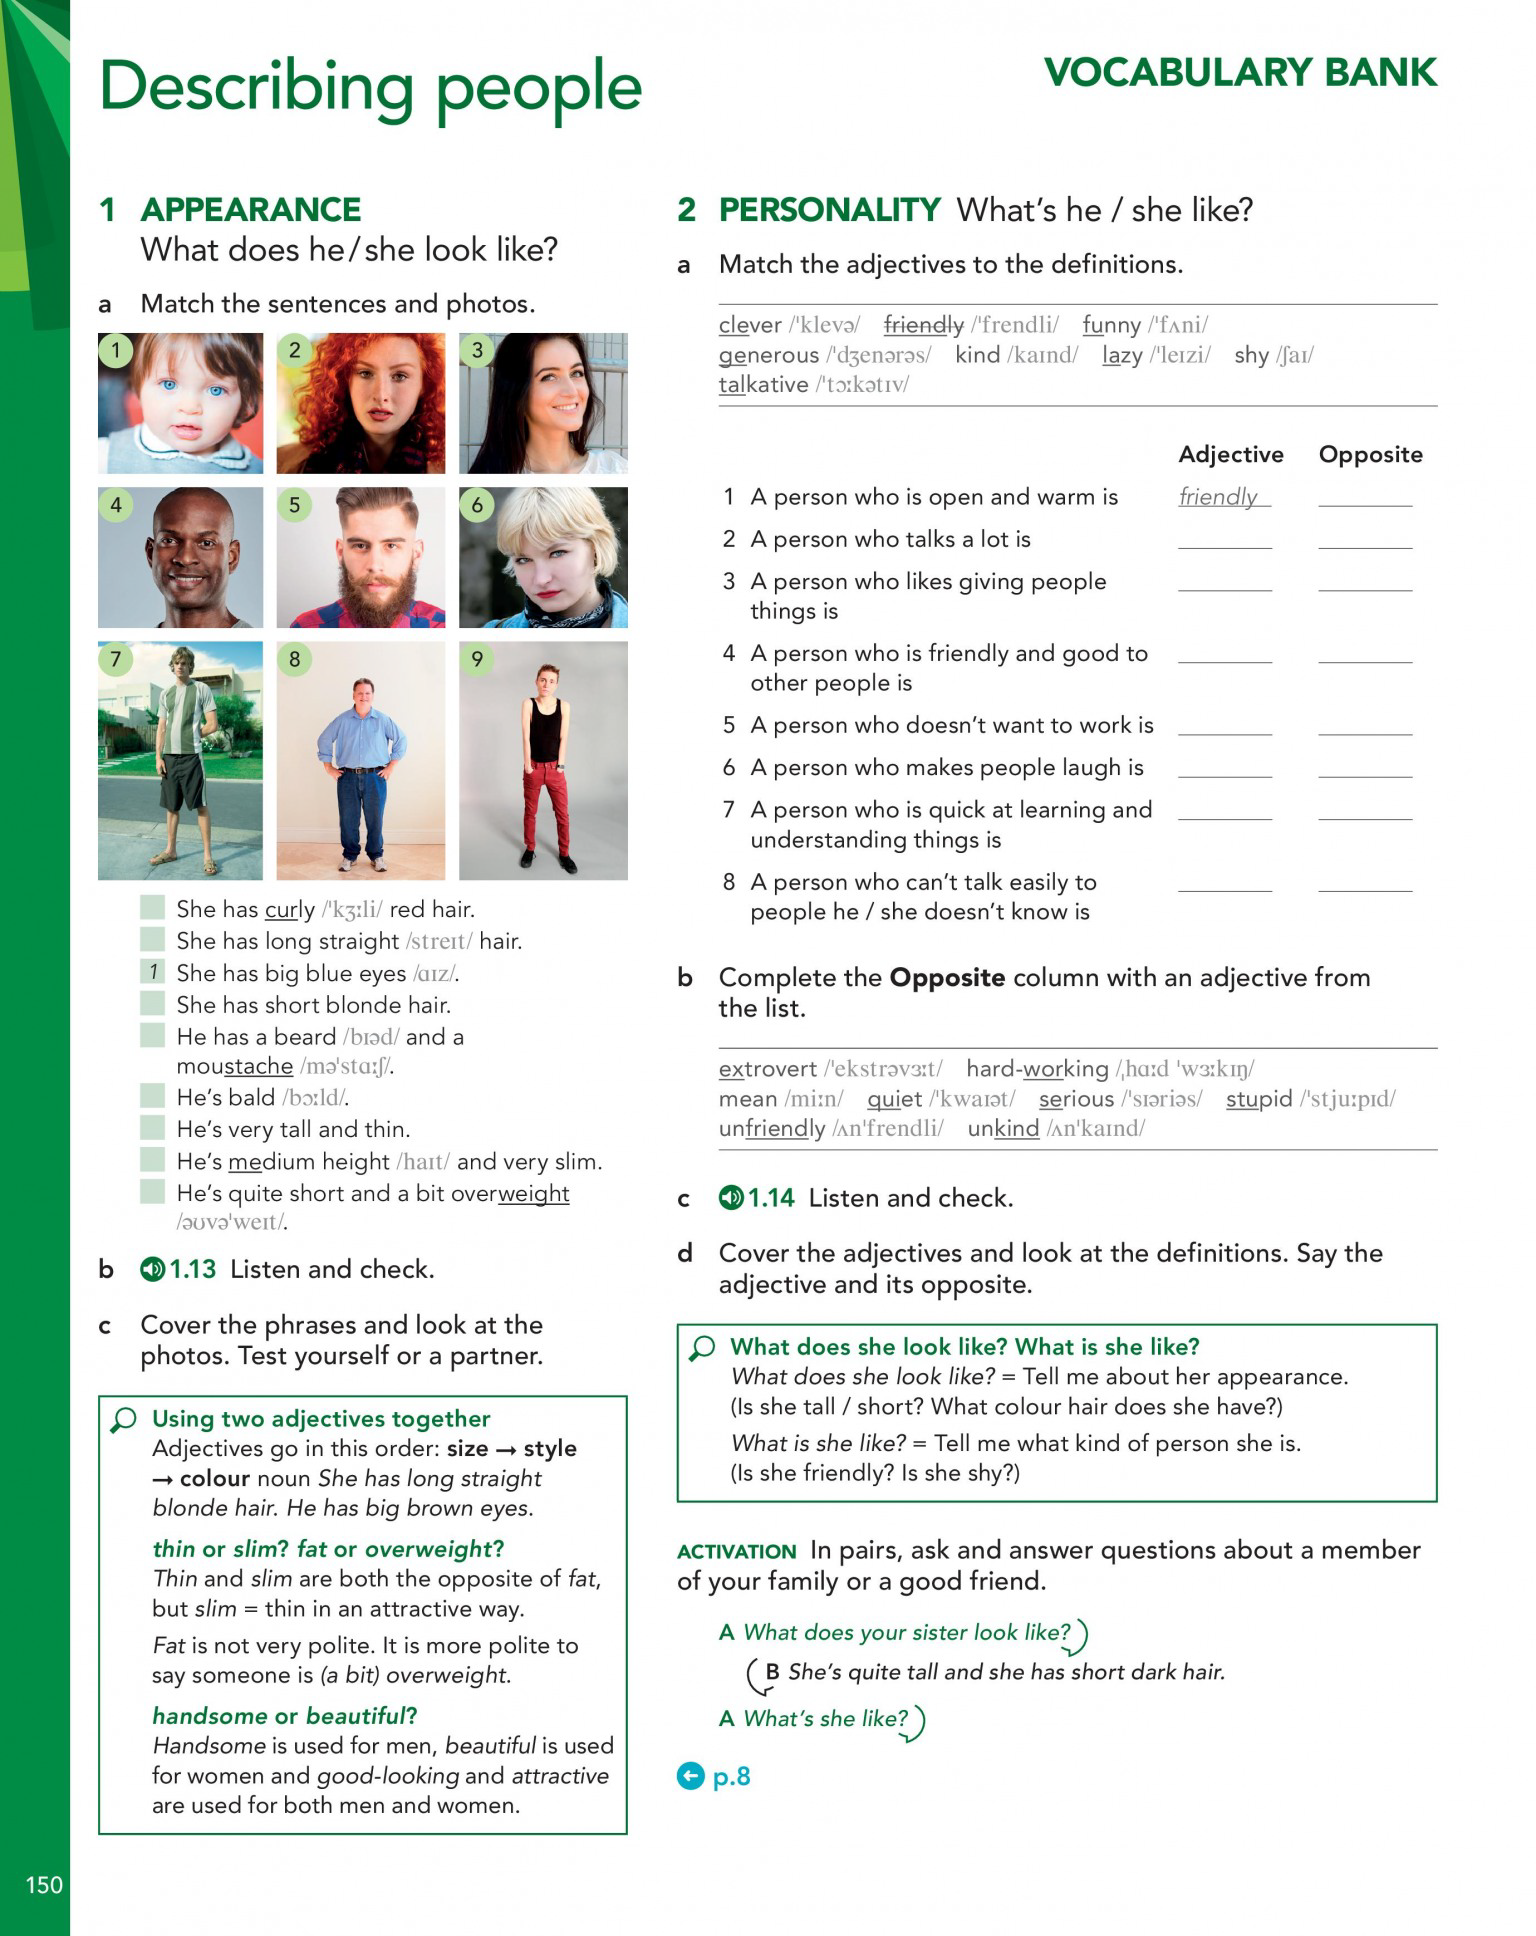 Describing people
VOCABULARY BANK
1 APPEARANCE
What does he/she look like?
a Match the sentences and photos.
1
2
3
4
5
6
7
8
9
She has curly /ˈkɜːli/ red hair.
She has long straight /streɪt/ hair.
1 She has big blue eyes /aɪz/.
She has short blonde hair.
He has a beard /bɪəd/ and a
moustache /məˈstɑːʃ/.
He's bald /bɔːld/.
He's very tall and thin.
He's medium height /haɪt/ and very slim.
He's quite short and a bit overweight
/əʊvəˈweɪt/.
b 1.13 Listen and check.
c Cover the phrases and look at the
photos. Test yourself or a partner.
Using two adjectives together
Adjectives go in this order: size → style
→ colour noun She has long straight
blonde hair. He has big brown eyes.
thin or slim? fat or overweight?
Thin and slim are both the opposite of fat,
but slim = thin in an attractive way.
Fat is not very polite. It is more polite to
say someone is (a bit) overweight.
handsome or beautiful?
Handsome is used for men, beautiful is used
for women and good-looking and attractive
are used for both men and women.
2 PERSONALITY What's he / she like?
a Match the adjectives to the definitions.
clever /ˈklevə/ friendly /ˈfrendli/ funny /ˈfʌni/
generous /ˈdʒenərəs/ kind /kaɪnd/ lazy /ˈleɪzi/ shy /ʃaɪ/
talkative /ˈtɔːkətɪv/
Adjective Opposite
1 A person who is open and warm is friendly
2 A person who talks a lot is
3 A person who likes giving people
things is
4 A person who is friendly and good to
other people is
5 A person who doesn't want to work is
6 A person who makes people laugh is
7 A person who is quick at learning and
understanding things is
8 A person who can't talk easily to
people he / she doesn't know is
b Complete the Opposite column with an adjective from
the list.
extrovert /ˈekstrəvɜːt/ hard-working /ˌhɑːd ˈwɜːkɪŋ/
mean /miːn/ quiet /ˈkwaɪət/ serious /ˈsɪəriəs/ stupid /ˈstjuːpɪd/
unfriendly /ʌnˈfrendli/ unkind /ʌnˈkaɪnd/
c 1.14 Listen and check.
d Cover the adjectives and look at the definitions. Say the
adjective and its opposite.
What does she look like? What is she like?
What does she look like? = Tell me about her appearance.
(Is she tall / short? What colour hair does she have?)
What is she like? = Tell me what kind of person she is.
(Is she friendly? Is she shy?)
ACTIVATION In pairs, ask and answer questions about a member
of your family or a good friend.
A What does your sister look like?
B She's quite tall and she has short dark hair.
A What's she like?
p.8
150